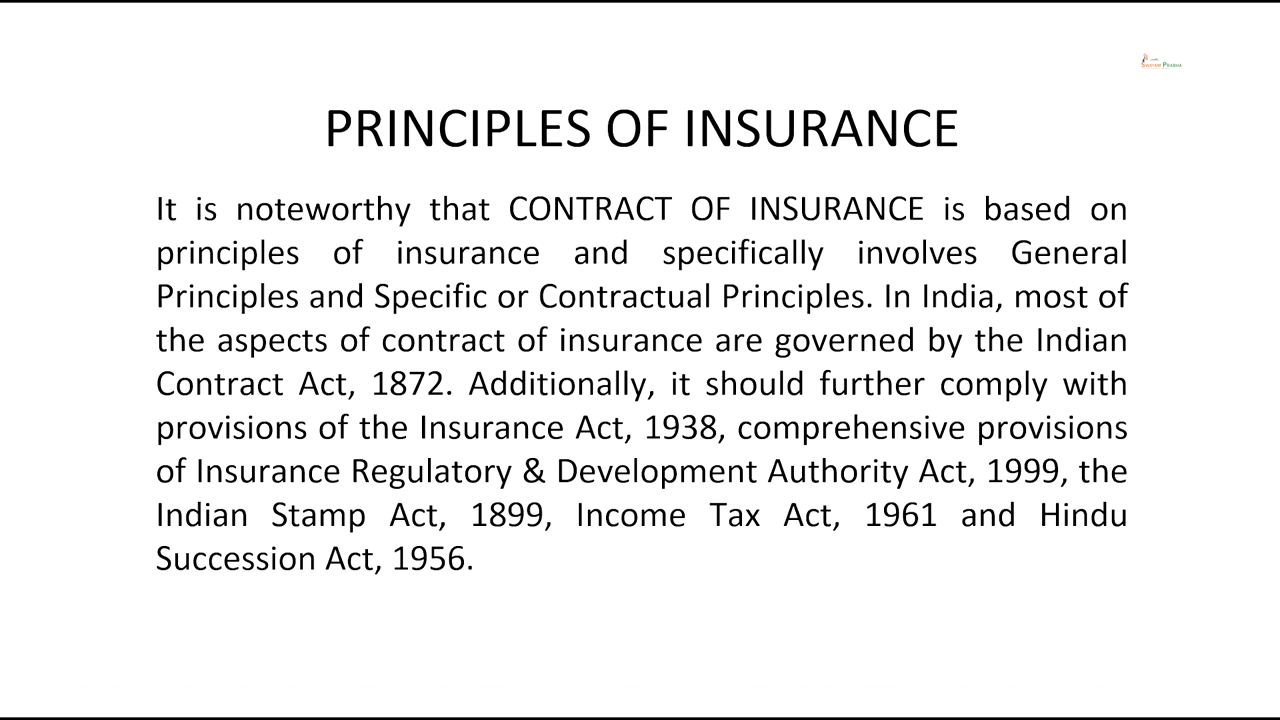 SWAYAM PRABHA
PRINCIPLES OF INSURANCE
It is noteworthy that CONTRACT OF INSURANCE is based on
principles of insurance and specifically involves General
Principles and Specific or Contractual Principles. In India, most of
the aspects of contract of insurance are governed by the Indian
Contract Act, 1872. Additionally, it should further comply with
provisions of the Insurance Act, 1938, comprehensive provisions
of Insurance Regulatory & Development Authority Act, 1999, the
Indian Stamp Act, 1899, Income Tax Act, 1961 and Hindu
Succession Act, 1956.